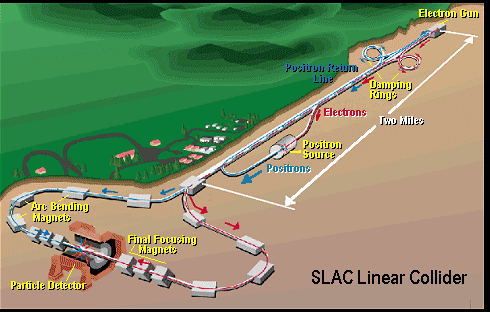 Electron Gun
Positron Return
Line
Damping
Rings
Electrons
Two Miles
Positron
Source
Positrons
Arc Bending
Magnets
Final Focusing
Magnets
Particle Detector
SLAC Linear Collider